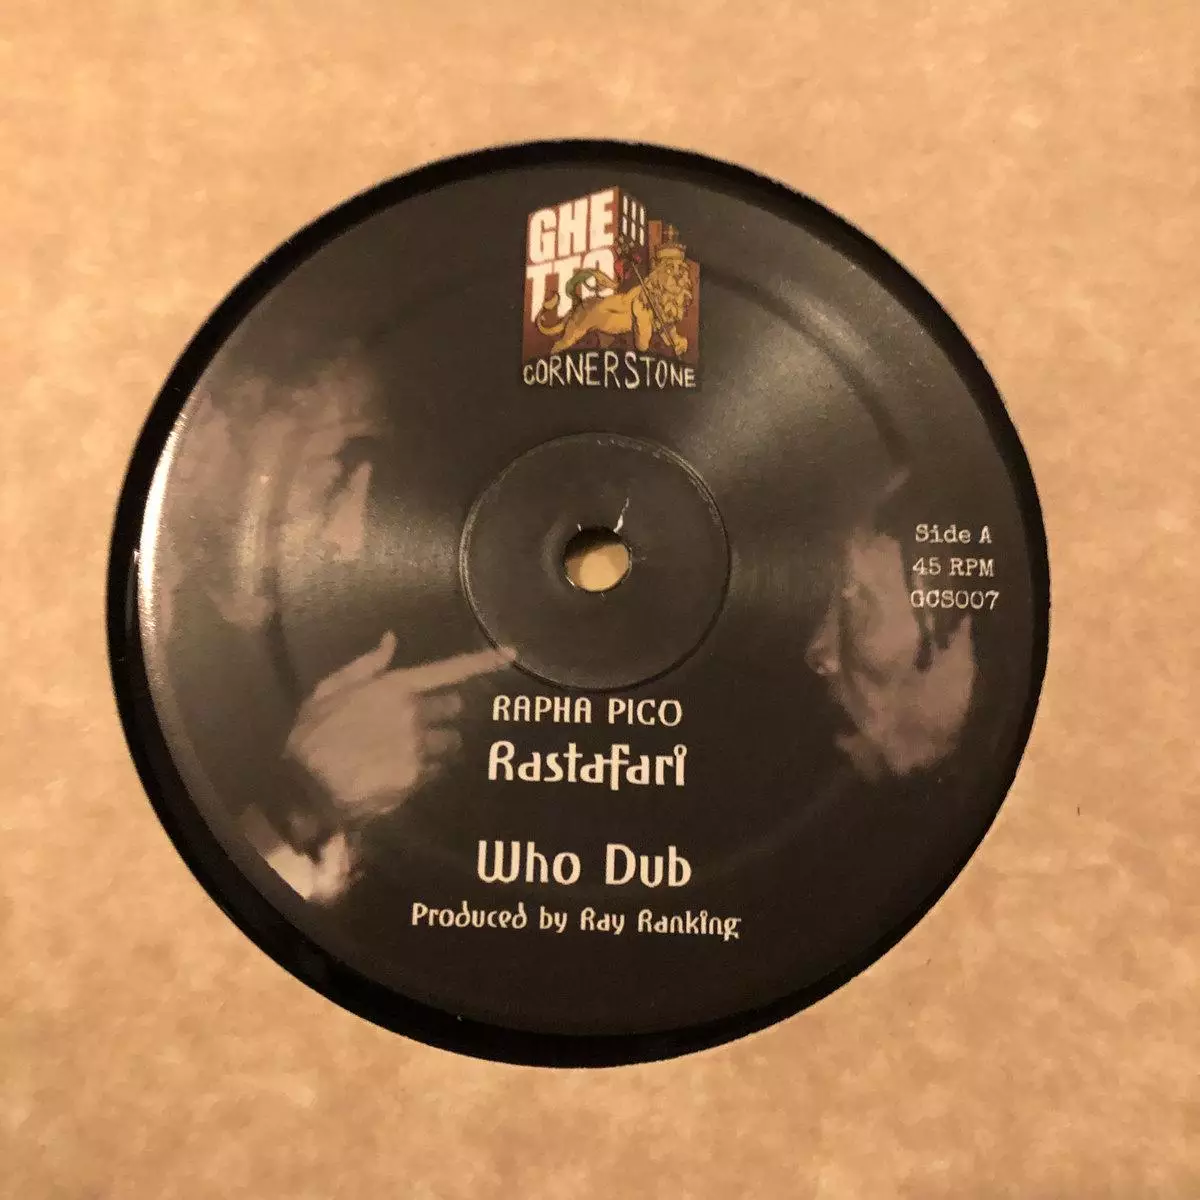 GHE
TTO
CORNERSTONE
Side A
45 RPM
GCS007
RAPHA PICO
Rastafari
Who Dub
Produced by Ray Ranking